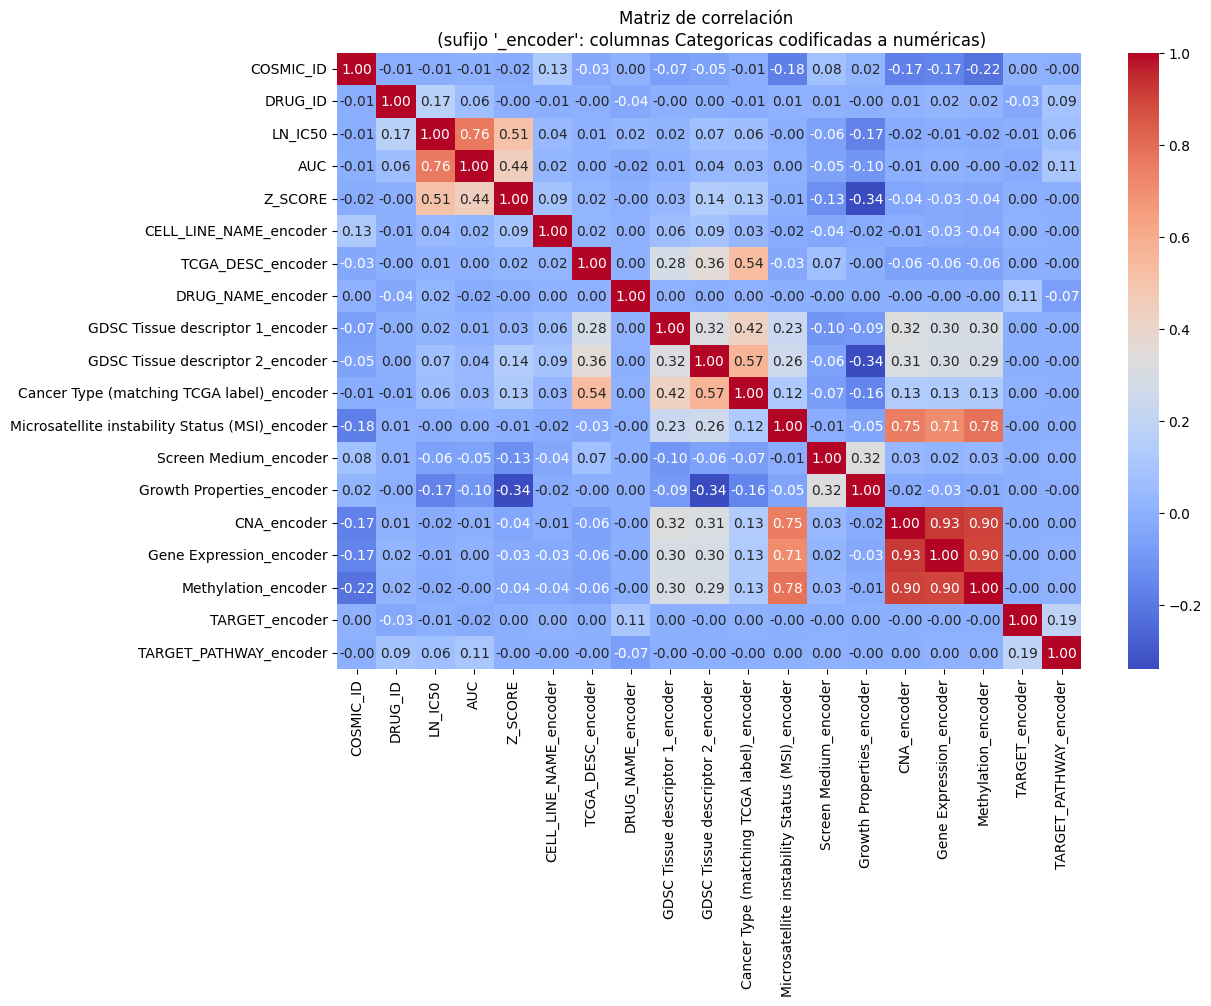 Matriz de correlación
(sufijo '_encoder': columnas Categoricas codificadas a numéricas)
COSMIC_ID 1.00 -0.01 -0.01 -0.01 -0.02 0.13 -0.03 0.00 -0.07 -0.05 -0.01 -0.18 0.08 0.02 -0.17 -0.17 -0.22 0.00 -0.00
DRUG_ID -0.01 1.00 0.17 0.06 -0.00 -0.01 -0.00 -0.04 -0.00 -0.00 -0.01 0.01 0.01 -0.00 0.01 0.02 0.02 -0.03 0.09
LN_IC50 -0.01 0.17 1.00 0.76 0.51 0.04 0.01 0.02 0.02 0.07 0.06 -0.00 -0.06 -0.17 -0.02 -0.01 -0.02 -0.01 0.06
AUC -0.01 0.06 0.76 1.00 0.44 0.02 0.00 -0.02 0.01 0.04 0.03 0.00 -0.05 -0.10 -0.01 0.00 -0.00 -0.02 0.11
Z_SCORE -0.02 -0.00 0.51 0.44 1.00 0.09 0.02 -0.00 0.03 0.14 0.13 -0.01 -0.13 -0.34 -0.04 -0.03 -0.04 0.00 -0.00
CELL_LINE_NAME_encoder 0.13 -0.01 0.04 0.02 0.09 1.00 0.02 0.00 0.06 0.09 0.03 -0.02 -0.04 -0.02 -0.01 -0.03 -0.04 0.00 -0.00
TCGA_DESC_encoder -0.03 -0.00 0.01 0.00 0.02 0.02 1.00 0.00 0.28 0.36 0.54 -0.03 0.07 -0.00 -0.06 -0.06 -0.06 0.00 -0.00
DRUG_NAME_encoder 0.00 -0.04 0.02 -0.02 -0.00 0.00 0.00 1.00 0.00 0.00 0.00 0.00 -0.00 0.00 -0.00 0.00 -0.00 0.11 -0.07
GDSC Tissue descriptor 1_encoder -0.07 -0.00 0.02 0.01 0.03 0.06 0.28 0.00 1.00 0.32 0.42 0.23 -0.10 -0.09 0.32 0.30 0.30 0.00 -0.00
GDSC Tissue descriptor 2_encoder -0.05 0.00 0.07 0.04 0.14 0.09 0.36 0.00 0.32 1.00 0.57 0.26 -0.06 -0.34 0.31 0.30 0.29 -0.00 -0.00
Cancer Type (matching TCGA label)_encoder -0.01 -0.01 0.06 0.03 0.13 0.03 0.54 0.00 0.42 0.57 1.00 0.12 -0.07 -0.16 0.13 0.13 0.13 0.00 -0.00
Microsatellite instability Status (MSI)_encoder -0.18 0.01 -0.00 0.00 -0.01 -0.02 -0.03 0.00 0.23 0.26 0.12 1.00 -0.01 -0.05 0.75 0.71 0.78 -0.00 0.00
Screen Medium_encoder 0.08 0.01 -0.06 -0.05 -0.13 -0.04 0.07 -0.00 -0.10 -0.06 -0.07 -0.01 1.00 0.32 0.03 0.02 0.03 -0.00 0.00
Growth Properties_encoder 0.02 -0.00 -0.17 -0.10 -0.34 -0.02 -0.00 0.00 -0.09 -0.34 -0.16 -0.05 0.32 1.00 -0.02 -0.03 -0.01 0.00 0.00
CNA_encoder -0.17 0.01 -0.02 -0.01 -0.04 -0.01 -0.06 -0.00 0.32 0.31 0.13 0.75 0.03 -0.02 1.00 0.93 0.90 -0.00 0.00
Gene Expression_encoder -0.17 0.02 -0.01 0.00 -0.03 -0.03 -0.06 0.00 0.30 0.30 0.13 0.71 0.02 -0.03 0.93 1.00 0.90 -0.00 0.00
Methylation_encoder -0.22 0.02 -0.02 -0.00 -0.04 -0.04 -0.06 -0.00 0.30 0.29 0.13 0.78 0.03 -0.01 0.90 0.90 1.00 -0.00 0.00
TARGET_encoder 0.00 -0.03 -0.01 -0.02 0.00 0.00 0.00 0.11 0.00 -0.00 0.00 -0.00 -0.00 0.00 -0.00 -0.00 -0.00 1.00 0.19
TARGET_PATHWAY_encoder -0.00 0.09 0.06 0.11 -0.00 -0.00 -0.00 -0.07 -0.00 -0.00 -0.00 0.00 0.00 0.00 0.00 0.00 0.00 0.19 1.00
COSMIC_ID
DRUG_ID
LN_IC50
AUC
Z_SCORE
CELL_LINE_NAME_encoder
TCGA_DESC_encoder
DRUG_NAME_encoder
GDSC Tissue descriptor 1_encoder
GDSC Tissue descriptor 2_encoder
Cancer Type (matching TCGA label)_encoder
Microsatellite instability Status (MSI)_encoder
Screen Medium_encoder
Growth Properties_encoder
CNA_encoder
Gene Expression_encoder
Methylation_encoder
TARGET_encoder
TARGET_PATHWAY_encoder
1.0
0.8
0.6
0.4
0.2
0.0
−0.2